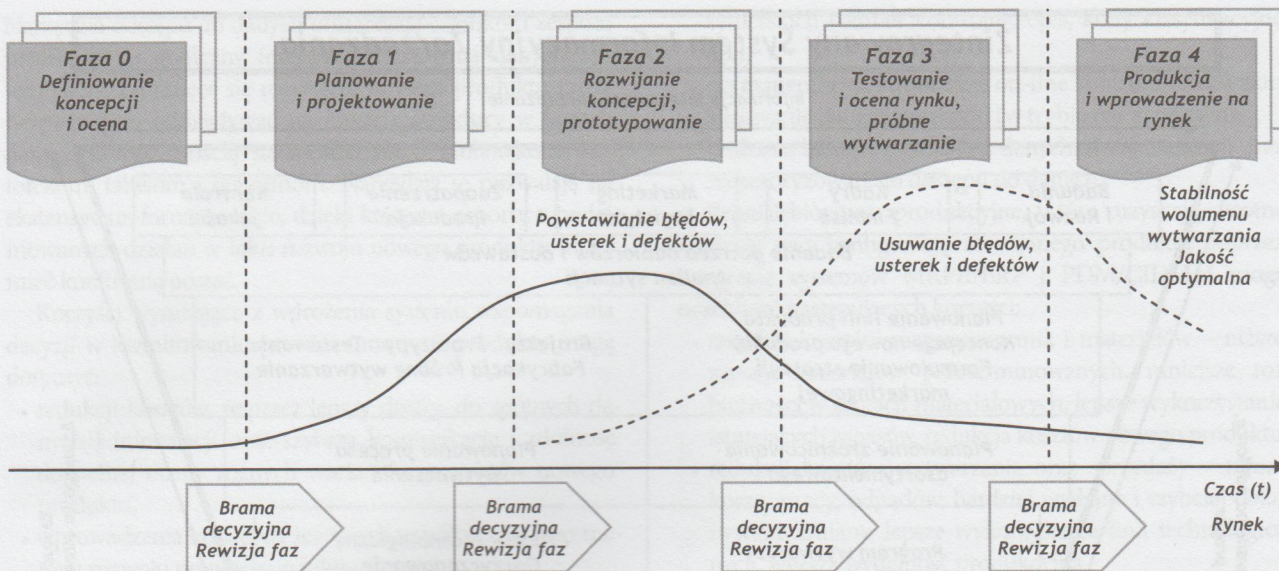 Faza 0
Definiowanie
koncepcji
i ocena
Faza 1
Planowanie
i projektowanie
Faza 2
Rozwijanie
koncepcji,
prototypowanie
Faza 3
Testowanie
i ocena rynku,
próbne
wytwarzanie
Faza 4
Produkcja
i wprowadzenie na
rynek
Powstawianie błędów,
usterek i defektów
Usuwanie błędów,
usterek i defektów
Stabilność
wolumenu
wytwarzania
Jakość
optymalna
Czas (t)
Brama
decyzyjna
Rewizja faz
Brama
decyzyjna
Rewizja faz
Brama
decyzyjna
Rewizja faz
Brama
decyzyjna
Rewizja faz
Rynek